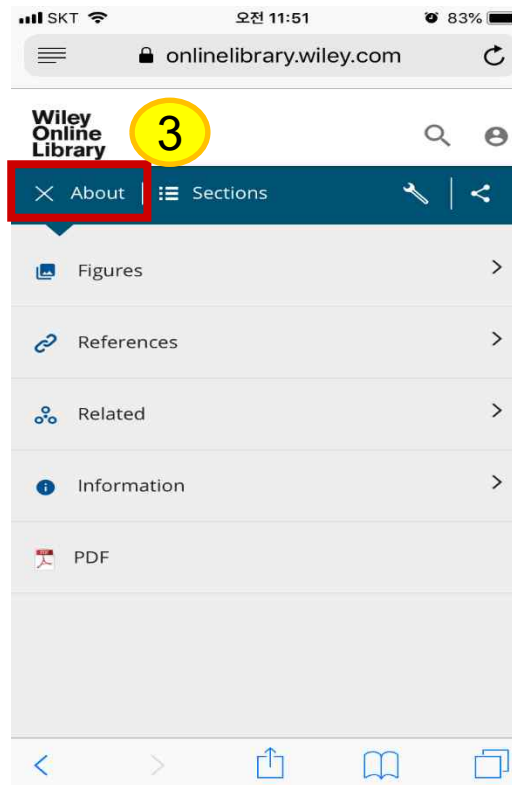 SKT 오전 11:51 83%
onlinelibrary.wiley.com
Wiley
Online
Library
3
About Sections
Figures
References
Related
Information
PDF